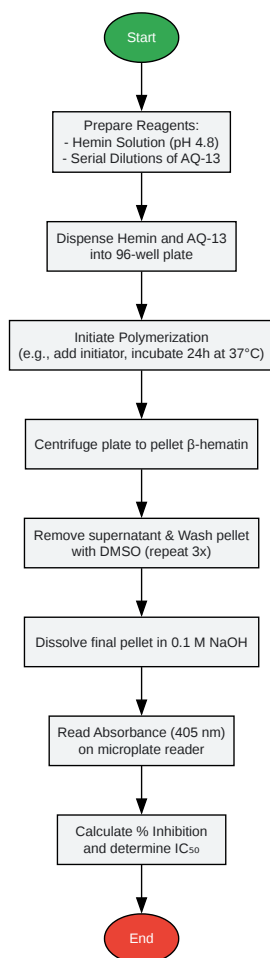 Start
Prepare Reagents:
- Hemin Solution (pH 4.8)
- Serial Dilutions of AQ-13
Dispense Hemin and AQ-13
into 96-well plate
Initiate Polymerization
(e.g., add initiator, incubate 24h at 37°C)
Centrifuge plate to pellet β-hematin
Remove supernatant & Wash pellet
with DMSO (repeat 3x)
Dissolve final pellet in 0.1 M NaOH
Read Absorbance (405 nm)
on microplate reader
Calculate % Inhibition
and determine IC₅₀
End